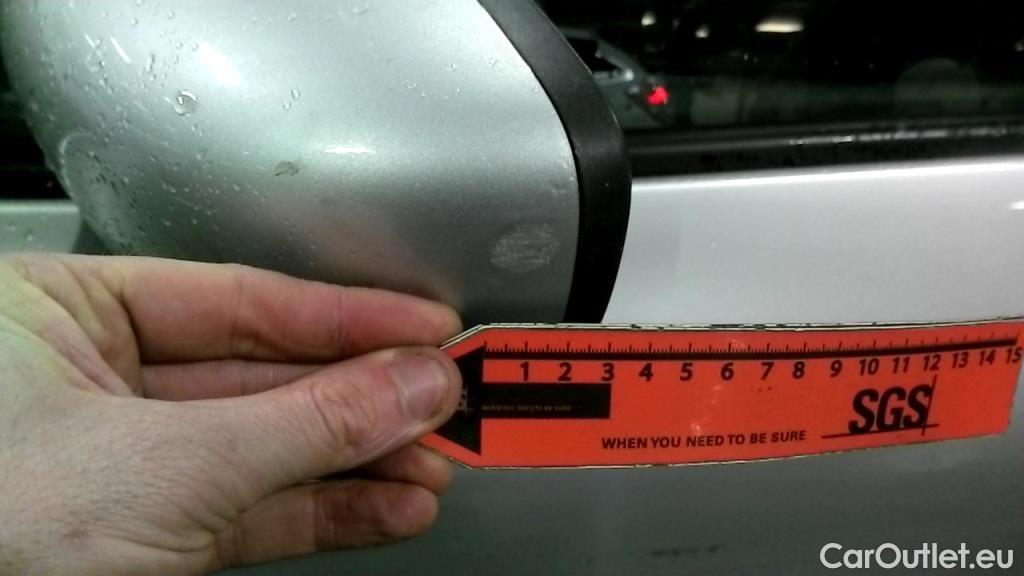 1 2 3 4 5 6 7 8 9 10 11 12 13 14 15
SGS
WHEN YOU NEED TO BE SURE
CarOutlet.eu